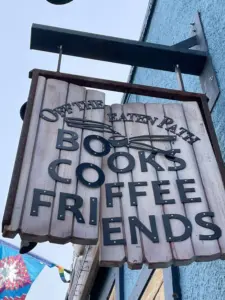 OFF THE EATEN PATH
BOOKS
COFFEE
FRIENDS